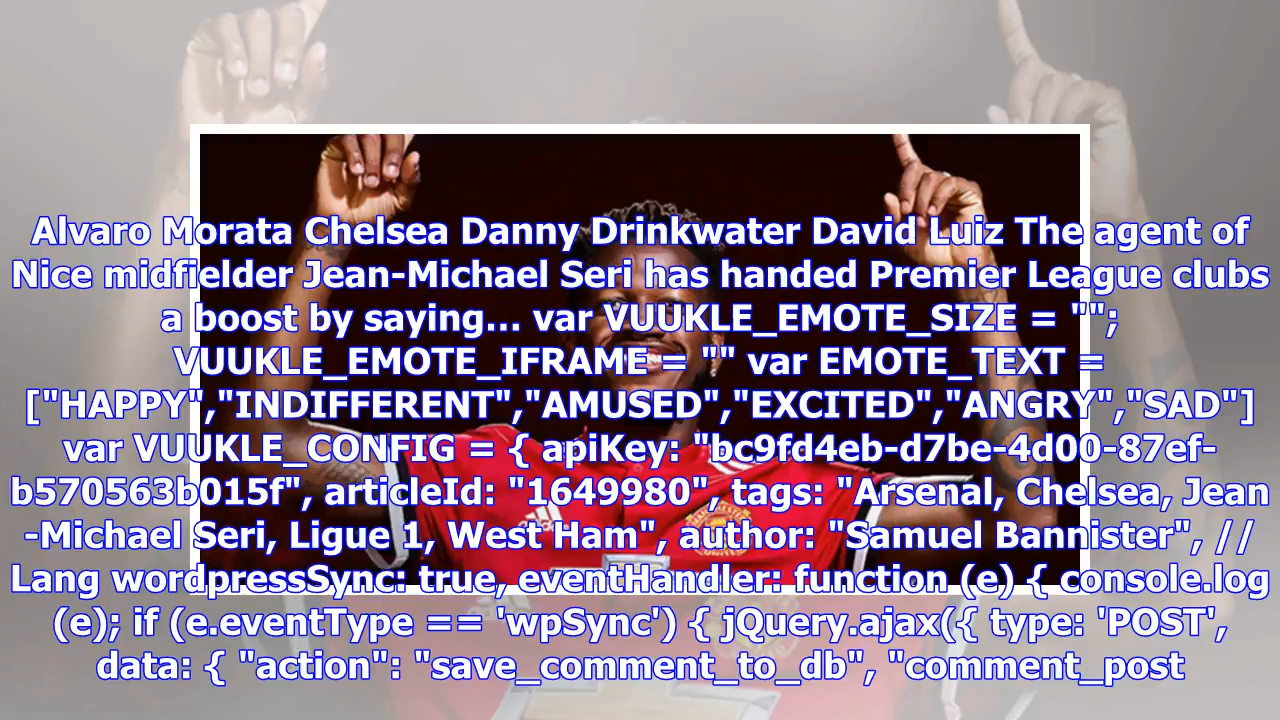 Alvaro Morata Chelsea Danny Drinkwater David Luiz The agent of
Nice midfielder Jean-Michael Seri has handed Premier League clubs
a boost by saying... var VUUKLE_EMOTE_SIZE = "";
VUUKLE_EMOTE_IFRAME = "" var EMOTE_TEXT =
["HAPPY","INDIFFERENT","AMUSED","EXCITED","ANGRY","SAD"]
var VUUKLE_CONFIG = { apiKey: "bc9fd4eb-d7be-4d00-87ef-
b570563b015f", articleId: "1649980", tags: "Arsenal, Chelsea, Jean
-Michael Seri, Ligue 1, West Ham", author: "Samuel Bannister", //
Lang wordpressSync: true, eventHandler: function (e) { console.log
(e); if (e.eventType == 'wpSync') { jQuery.ajax({ type: 'POST',
data: { "action": "save_comment_to_db", "comment_post